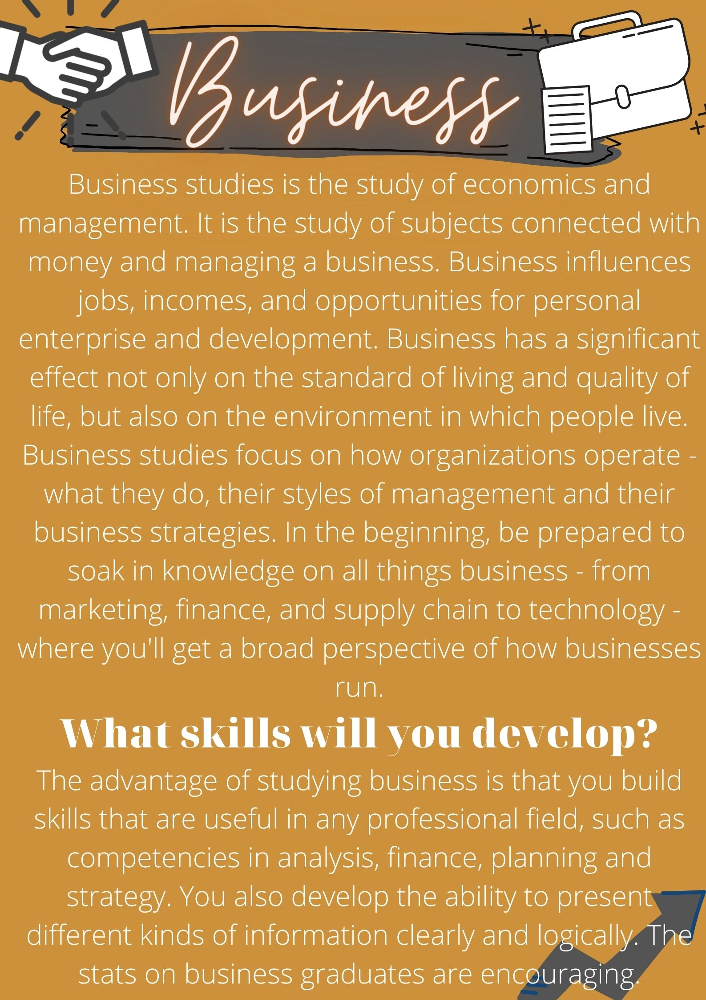 Business
Business studies is the study of economics and
management. It is the study of subjects connected with
money and managing a business. Business influences
jobs, incomes, and opportunities for personal
enterprise and development. Business has a significant
effect not only on the standard of living and quality of
life, but also on the environment in which people live.
Business studies focus on how organizations operate -
what they do, their styles of management and their
business strategies. In the beginning, be prepared to
soak in knowledge on all things business - from
marketing, finance, and supply chain to technology -
where you'll get a broad perspective of how businesses
run.
What skills will you develop?
The advantage of studying business is that you build
skills that are useful in any professional field, such as
competencies in analysis, finance, planning and
strategy. You also develop the ability to present
different kinds of information clearly and logically. The
stats on business graduates are encouraging.